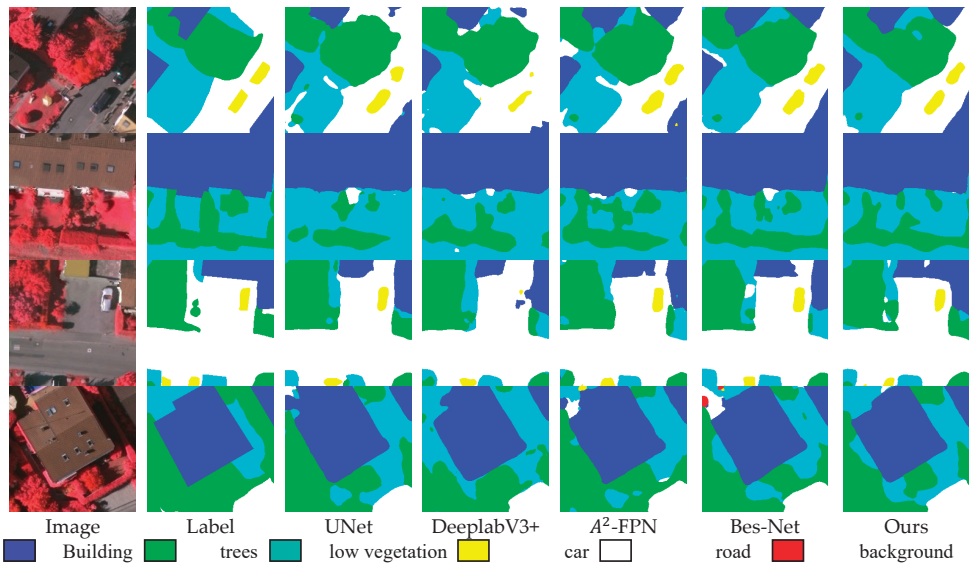 Image Label UNet DeeplabV3+ A²-FPN Bes-Net Ours
Building trees low vegetation car road background